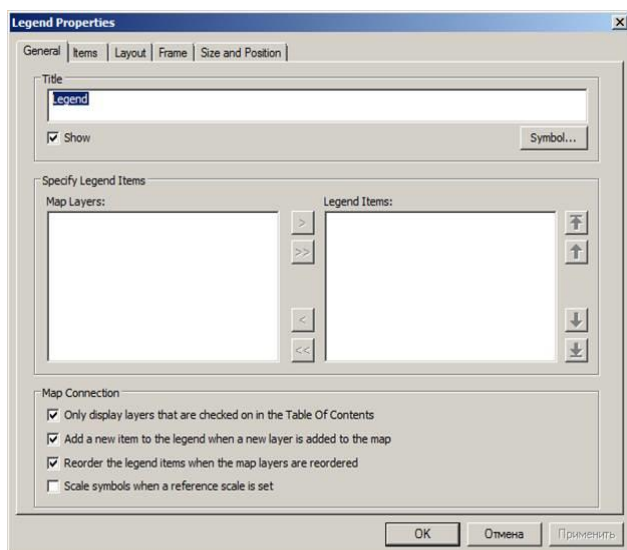 Legend Properties
General Items Layout Frame Size and Position
Title
Legend
Show Symbol...
Specify Legend Items
Map Layers: Legend Items:
>
>>
<
<<
Map Connection
Only display layers that are checked on in the Table Of Contents
Add a new item to the legend when a new layer is added to the map
Reorder the legend items when the map layers are reordered
Scale symbols when a reference scale is set
OK Отмена Применить